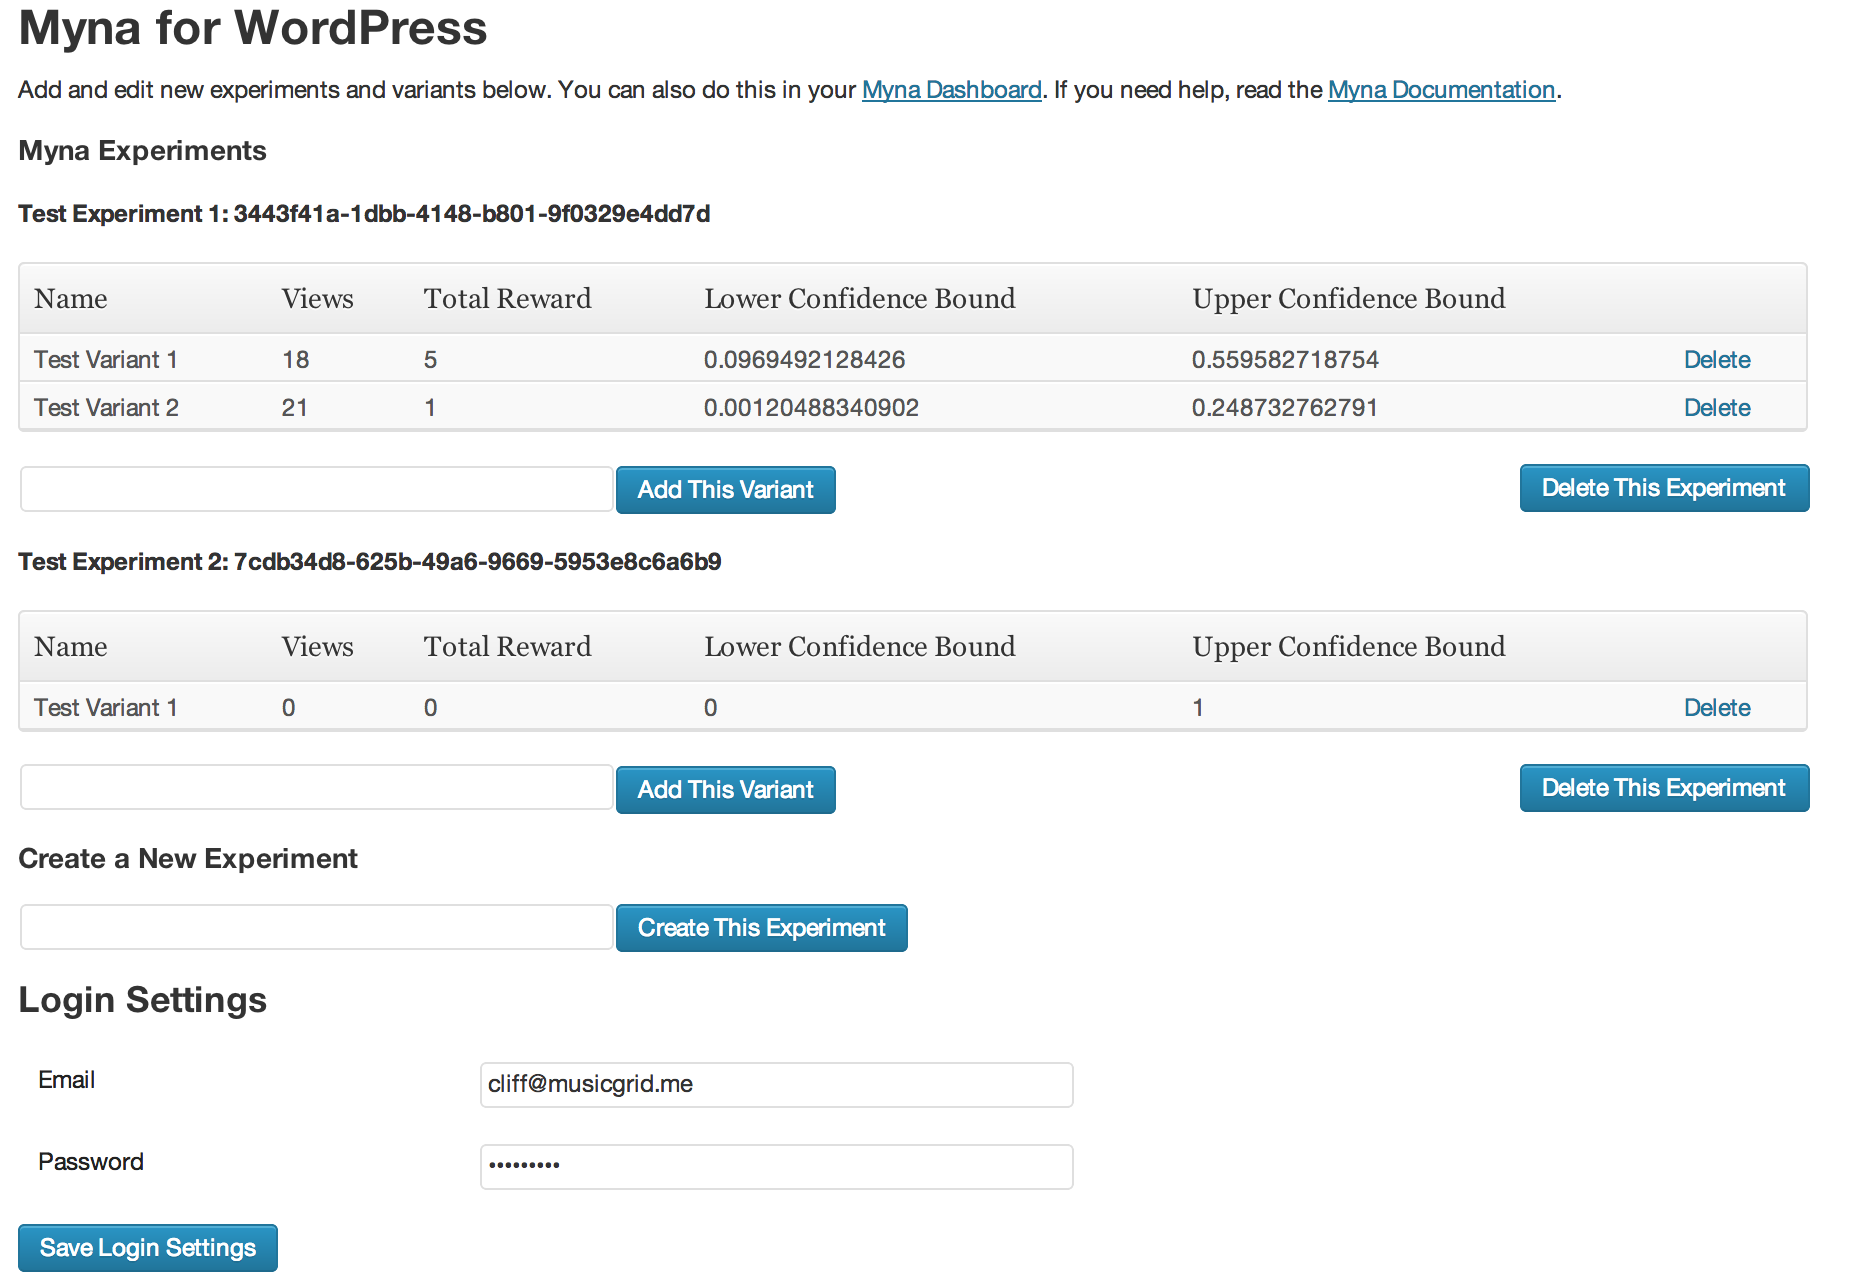 Myna for WordPress
Add and edit new experiments and variants below. You can also do this in your Myna Dashboard. If you need help, read the Myna Documentation.
Myna Experiments
Test Experiment 1: 3443f41a-1dbb-4148-b801-9f0329e4dd7d
Name Views Total Reward Lower Confidence Bound Upper Confidence Bound
Test Variant 1 18 5 0.0969492128426 0.559582718754 Delete
Test Variant 2 21 1 0.00120488340902 0.248732762791 Delete
Add This Variant Delete This Experiment
Test Experiment 2: 7cdb34d8-625b-49a6-9669-5953e8c6a6b9
Name Views Total Reward Lower Confidence Bound Upper Confidence Bound
Test Variant 1 0 0 0 1 Delete
Add This Variant Delete This Experiment
Create a New Experiment
Create This Experiment
Login Settings
Email cliff@musicgrid.me
Password •••••••••
Save Login Settings